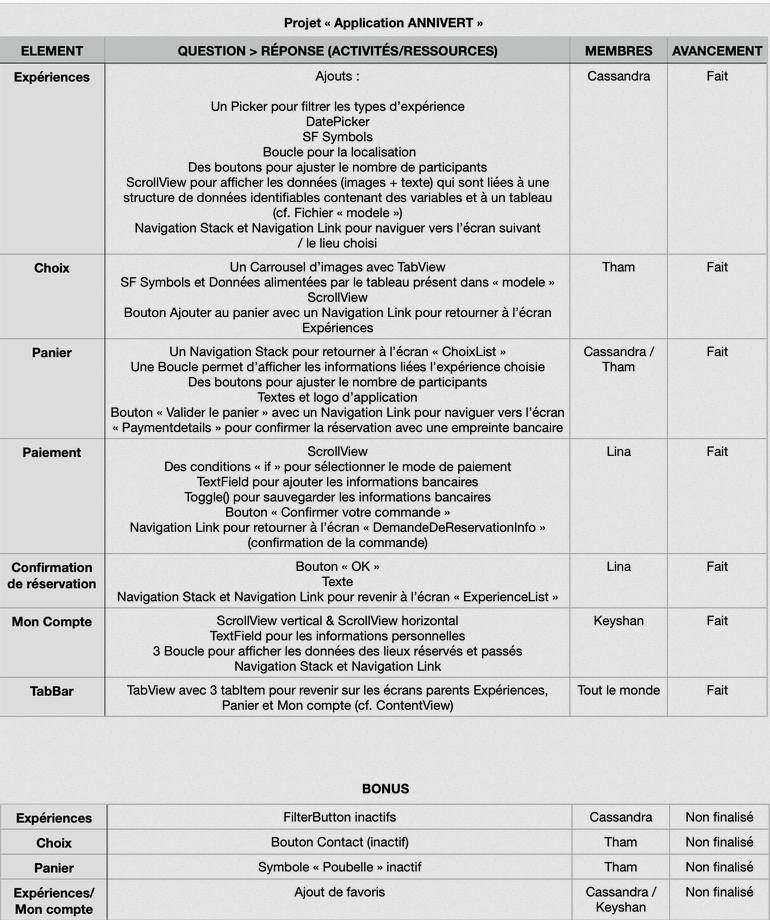 Projet « Application ANNIVERT »
ELEMENT QUESTION > RÉPONSE (ACTIVITÉS/RESSOURCES) MEMBRES AVANCEMENT
Expériences Ajouts : Cassandra Fait
Un Picker pour filtrer les types d’expérience
DatePicker
SF Symbols
Boucle pour la localisation
Des boutons pour ajuster le nombre de participants
ScrollView pour afficher les données (images + texte) qui sont liées à une
structure de données identifiables contenant des variables et à un tableau
(cf. Fichier « modele »)
Navigation Stack et Navigation Link pour naviguer vers l’écran suivant
/ le lieu choisi
Choix Un Carrousel d’images avec TabView Tham Fait
SF Symbols et Données alimentées par le tableau présent dans « modele »
ScrollView
Bouton Ajouter au panier avec un Navigation Link pour retourner à l’écran
Expériences
Panier Un Navigation Stack pour retourner à l’écran « ChoixList » Cassandra / Fait
Une Boucle permet d’afficher les informations liées l’expérience choisie Tham
Des boutons pour ajuster le nombre de participants
Textes et logo d’application
Bouton « Valider le panier » avec un Navigation Link pour naviguer vers l’écran
« Paymentdetails » pour confirmer la réservation avec une empreinte bancaire
Paiement ScrollView Lina Fait
Des conditions « if » pour sélectionner le mode de paiement
TextField pour ajouter les informations bancaires
Toggle() pour sauvegarder les informations bancaires
Bouton « Confirmer votre commande »
Navigation Link pour retourner à l’écran « DemandeDeReservationInfo »
(confirmation de la commande)
Confirmation Bouton « OK » Lina Fait
de réservation Texte
Navigation Stack et Navigation Link pour revenir à l’écran « ExperienceList »
Mon Compte ScrollView vertical & ScrollView horizontal Keyshan Fait
TextField pour les informations personnelles
3 Boucle pour afficher les données des lieux réservés et passés
Navigation Stack et Navigation Link
TabBar TabView avec 3 tabItem pour revenir sur les écrans parents Expériences, Tout le monde Fait
Panier et Mon compte (cf. ContentView)
BONUS
Expériences FilterButton inactifs Cassandra Non finalisé
Choix Bouton Contact (inactif) Tham Non finalisé
Panier Symbole « Poubelle » inactif Tham Non finalisé
Expériences/ Ajout de favoris Cassandra / Non finalisé
Mon compte Keyshan